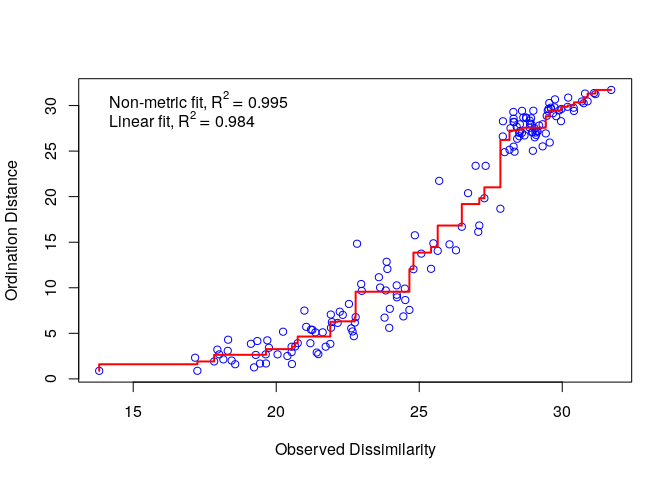 Non-metric fit, R² = 0.995
Linear fit, R² = 0.984
Ordination Distance
30
25
20
15
10
5
0
15 20 25 30
Observed Dissimilarity